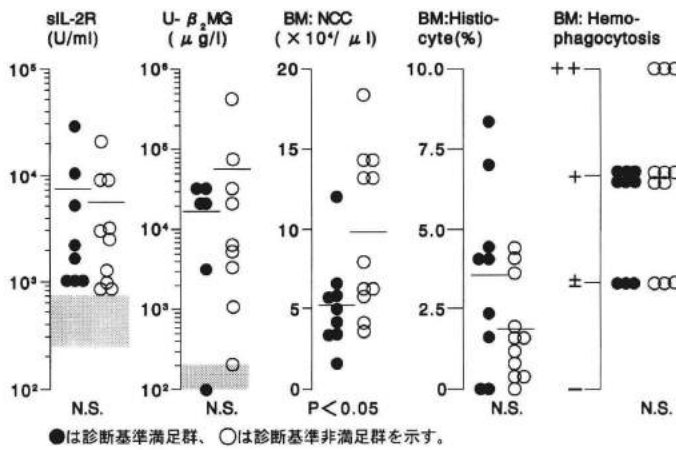 sIL-2R
(U/ml)
10⁵
10⁴
10³
10²
N.S.
U- β₂MG
( μ g/l )
10⁶
10⁵
10⁴
10³
10²
N.S.
BM: NCC
( ×10⁴/ μ l )
20
15
10
5
0
P<0.05
BM:Histio-
cyte(%)
10.0
7.5
5.0
2.5
0
N.S.
BM: Hemo-
phagocytosis
++
+
±
−
N.S.
●は診断基準満足群、 ○は診断基準非満足群を示す。